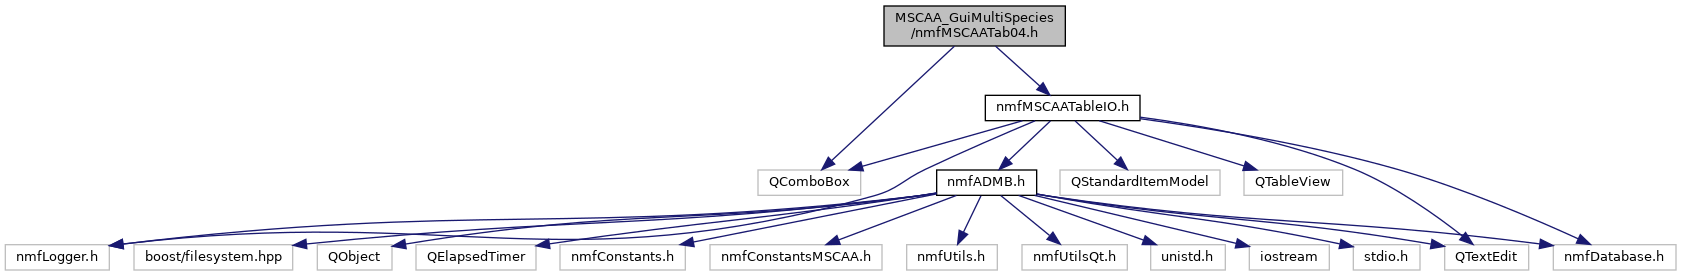 MSCAA_GuiMultiSpecies
/nmfMSCAATab04.h
nmfMSCAATableIO.h
QComboBox
nmfADMB.h
QStandardItemModel
QTableView
nmfLogger.h
boost/filesystem.hpp
QObject
QElapsedTimer
nmfConstants.h
nmfConstantsMSCAA.h
nmfUtils.h
nmfUtilsQt.h
unistd.h
iostream
stdio.h
QTextEdit
nmfDatabase.h